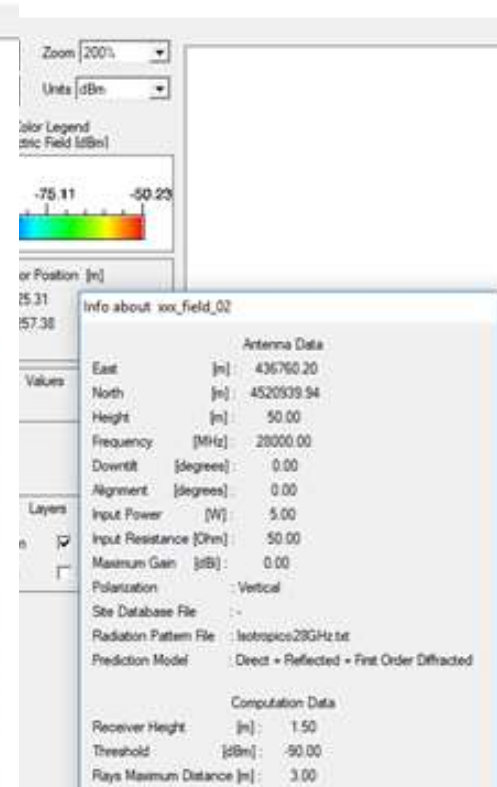 Zoom 200%
Units dBm
Color Legend
Electric Field [dBm]
-75.11 -50.23
or Position [m]
25.31
57.38
Values
Layers
Info about xxx_field_02
Antenna Data
East [m] : 436760.20
North [m] : 4520939.94
Height [m] : 50.00
Frequency [MHz] : 28000.00
Downtilt [degrees] : 0.00
Alignment [degrees] : 0.00
Input Power [W] : 5.00
Input Resistance [Ohm] : 50.00
Maximum Gain [dBi] : 0.00
Polarization : Vertical
Site Database File : -
Radiation Pattern File : Isotropico28GHz.txt
Prediction Model : Direct + Reflected + First Order Diffracted
Computation Data
Receiver Height [m] : 1.50
Threshold [dBm] : -90.00
Rays Maximum Distance [m] : 3.00